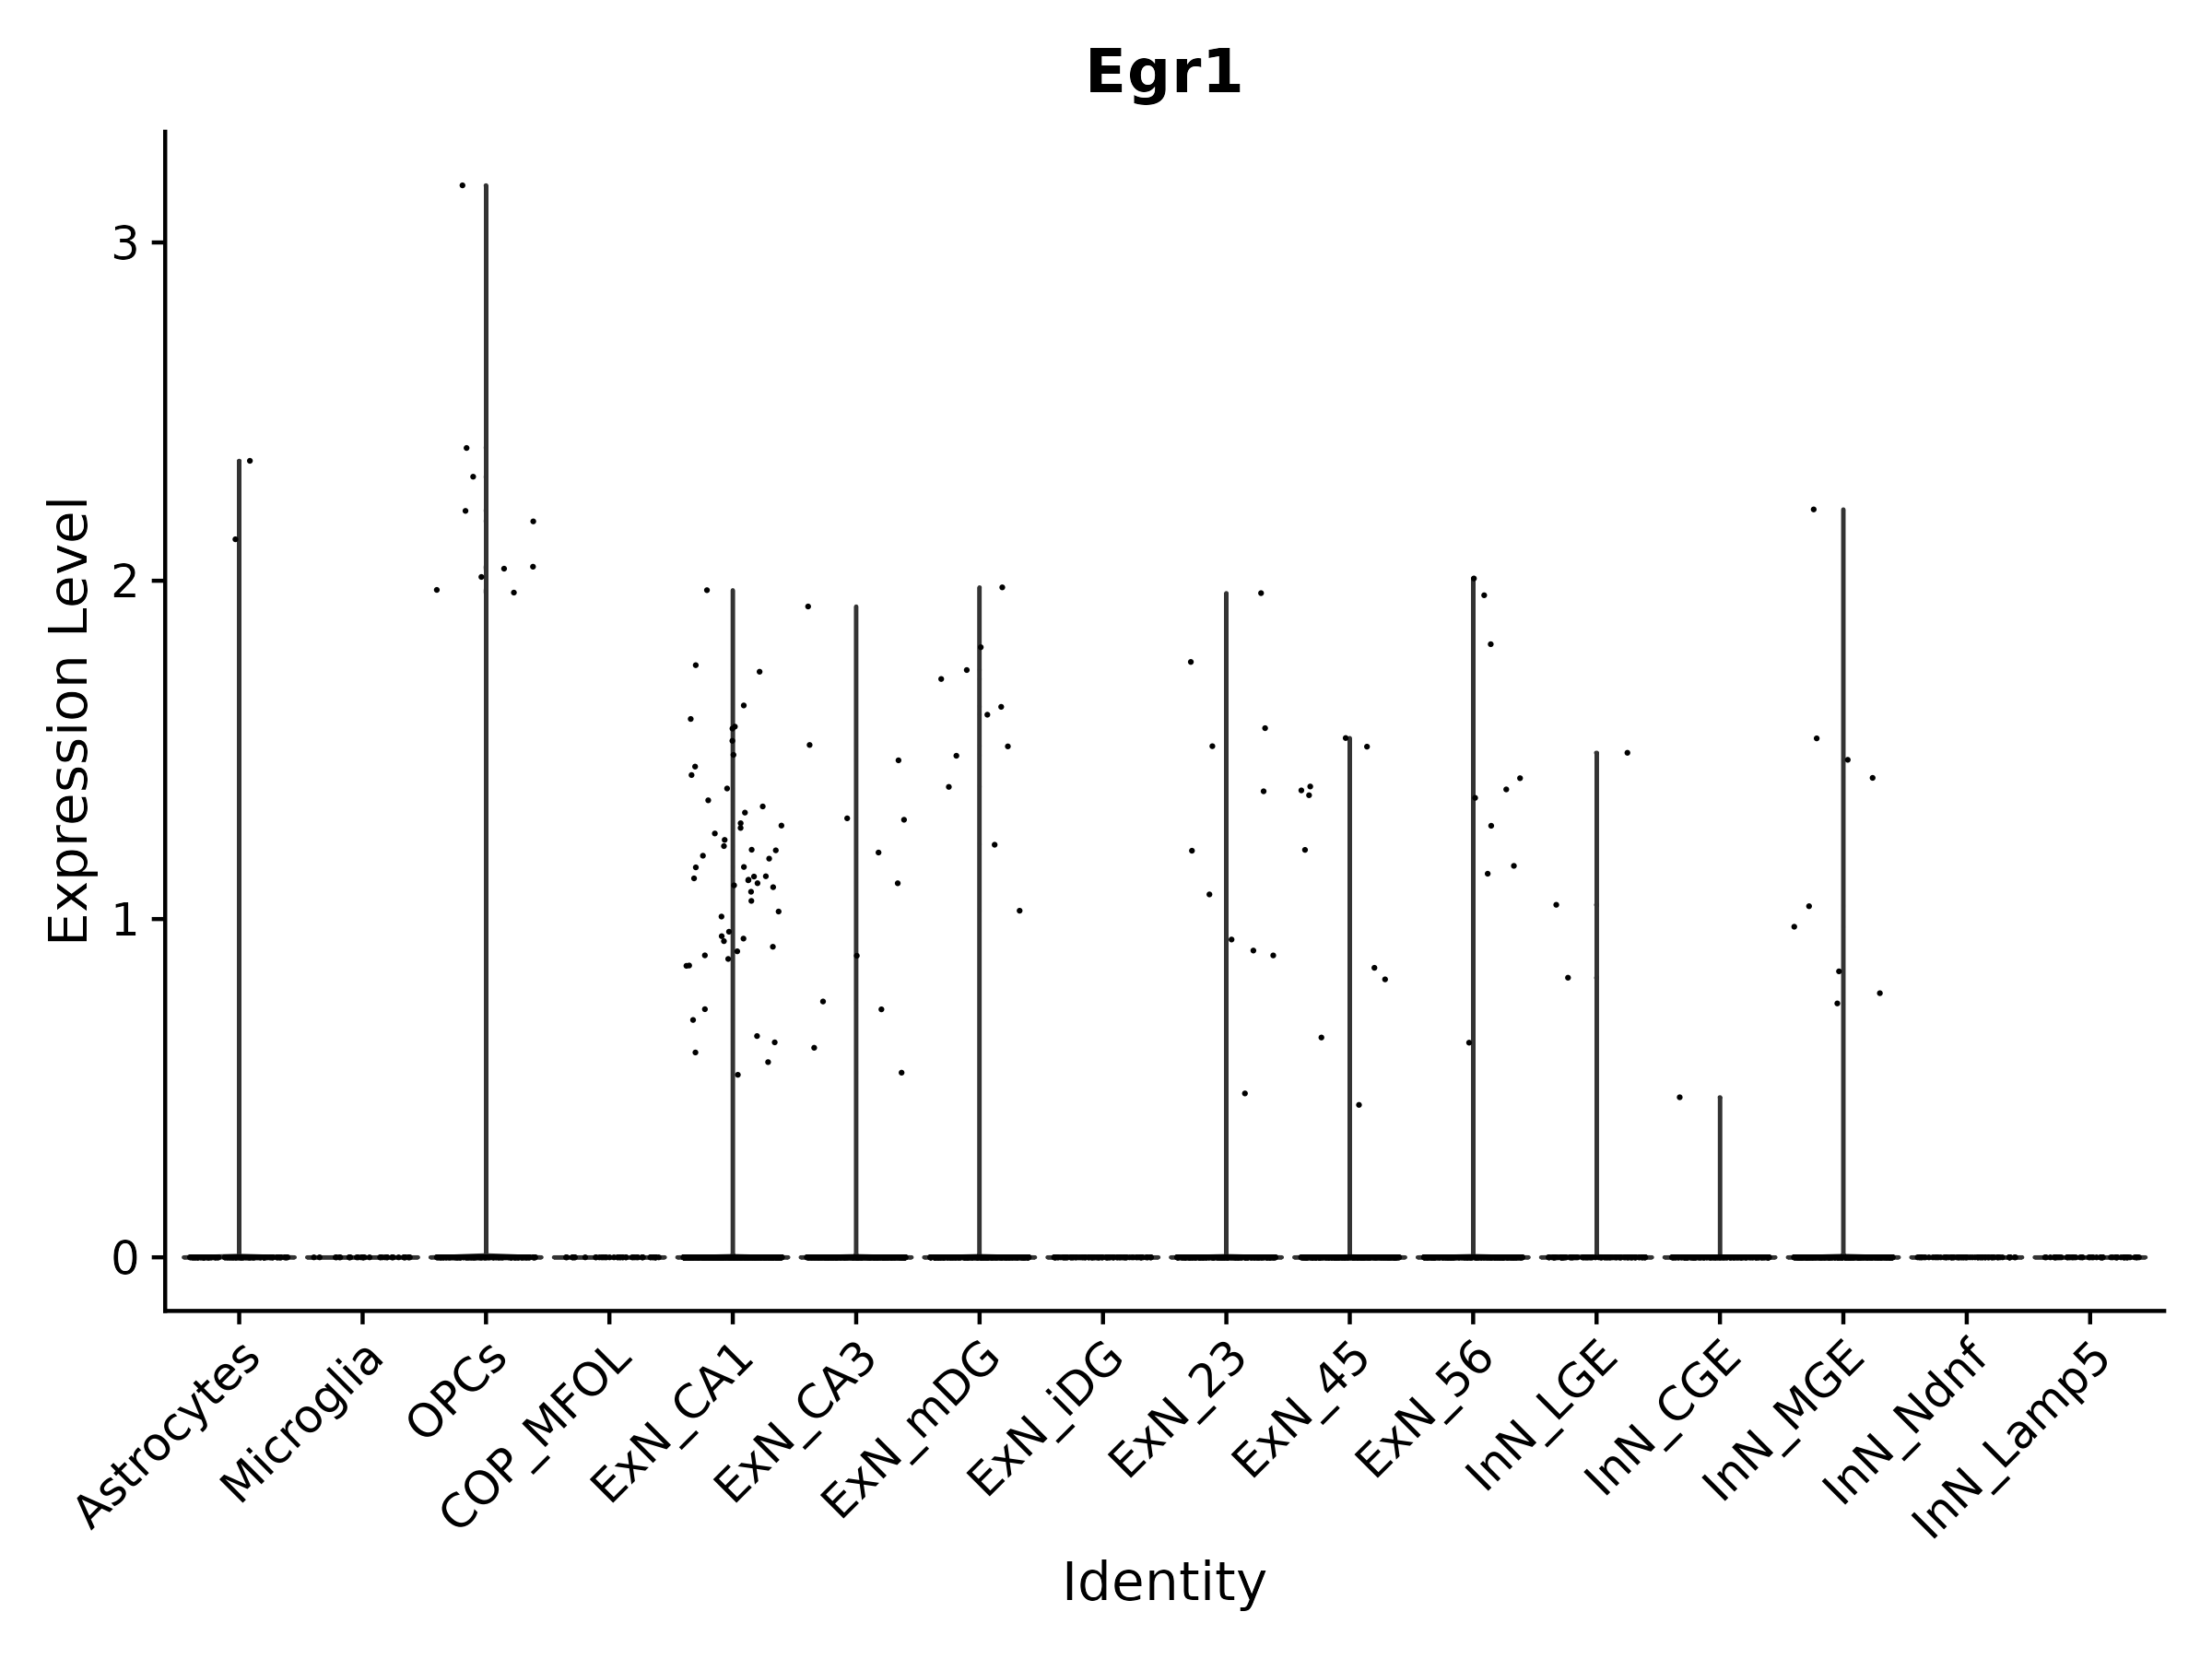 Egr1
Expression Level
3
2
1
0
Astrocytes
Microglia
OPCs
COP_MFOL
ExN_CA1
ExN_CA3
ExN_mDG
ExN_iDG
ExN_23
ExN_45
ExN_56
InN_LGE
InN_CGE
InN_MGE
InN_Ndnf
InN_Lamp5
Identity